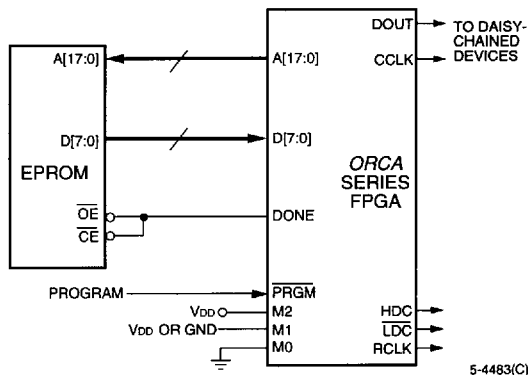 DOUT
TO DAISY-
CHAINED
DEVICES
A[17:0]
A[17:0]
CCLK
D[7:0]
D[7:0]
EPROM
ORCA
SERIES
FPGA
OE
CE
DONE
PROGRAM
PRGM
VDD
M2
HDC
VDD OR GND
M1
LDC
M0
RCLK
5-4483(C)